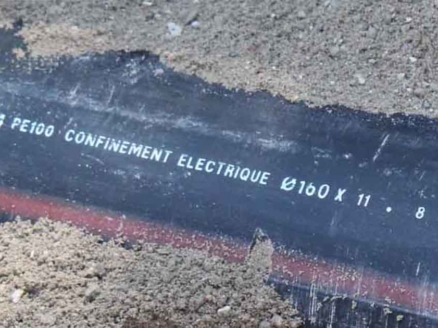 PE100 CONFINEMENT ELECTRIQUE Ø160 X 11 . 8